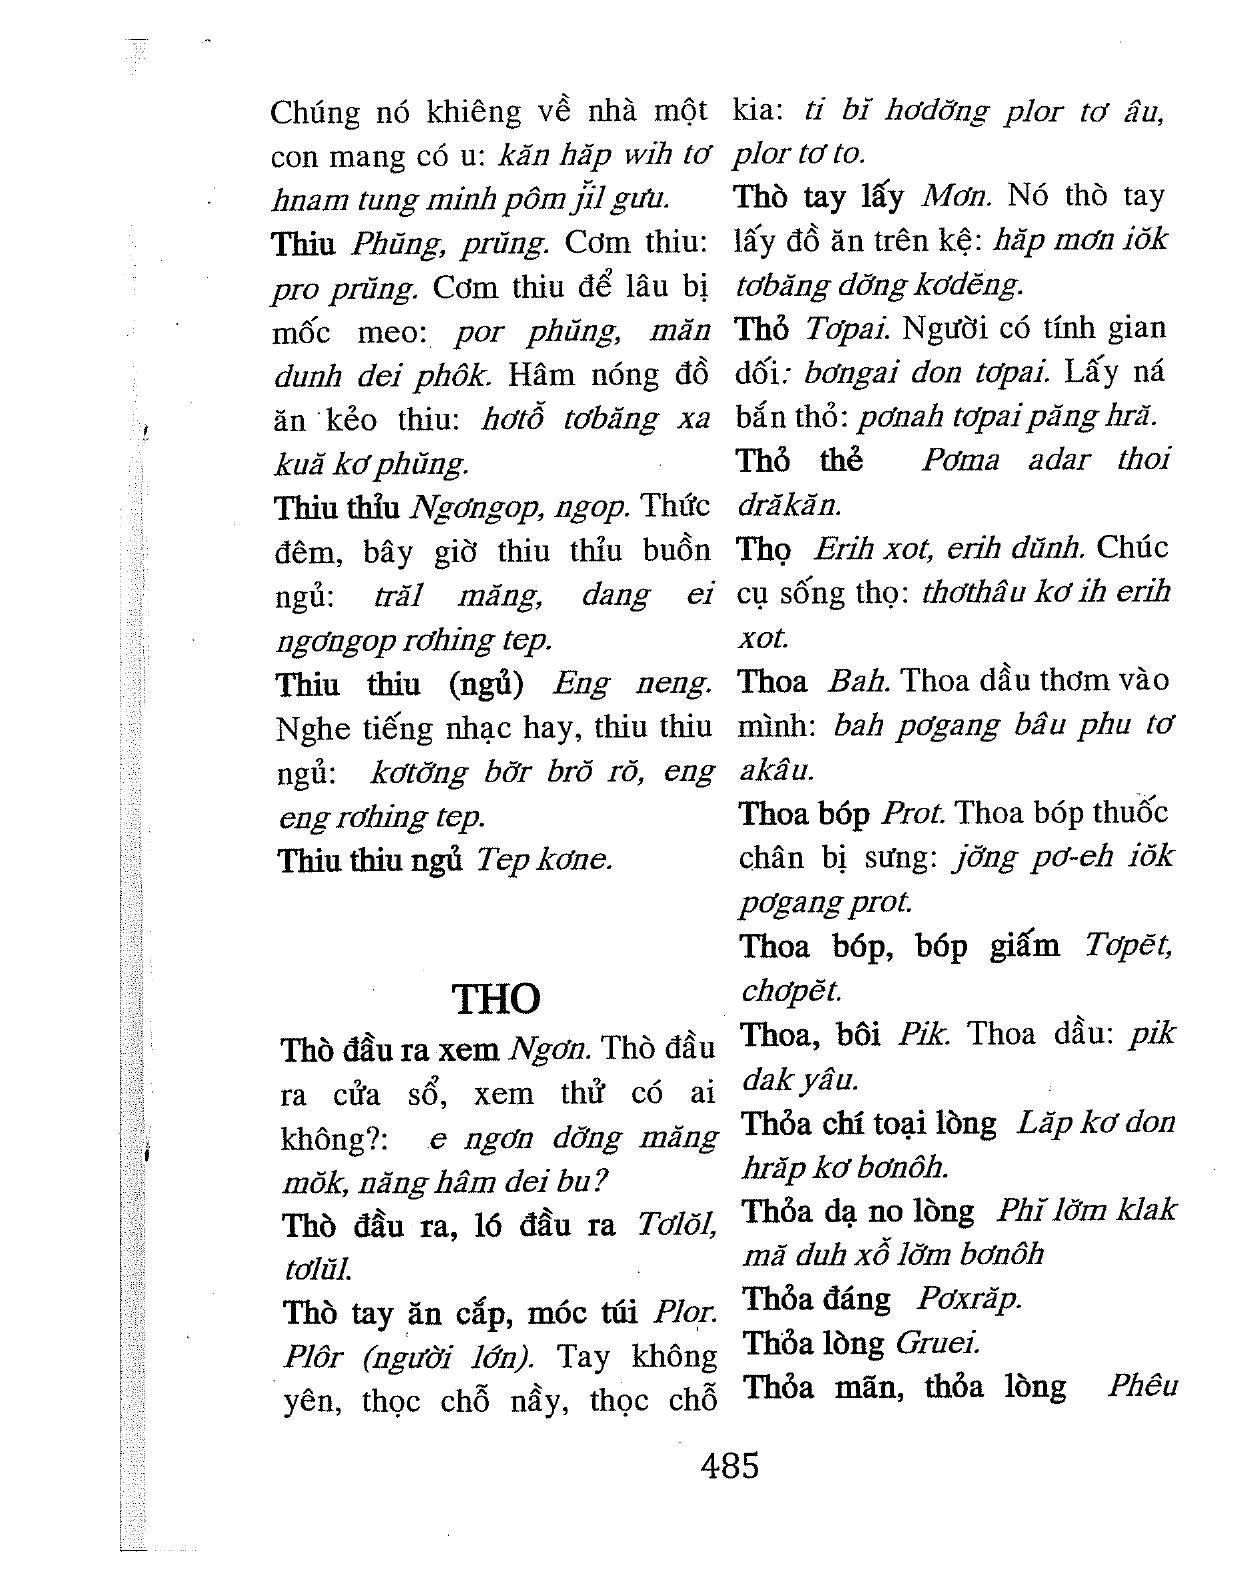 Chúng nó khiêng về nhà một
con mang có u: kăn hăp wih tơ
hnam tung minh pôm jĭl gưu.
Thiu Phŭng, prŭng. Cơm thiu:
pro prŭng. Cơm thiu để lâu bị
mốc meo: por phŭng, măn
dunh dei phôk. Hâm nóng đồ
ăn kẻo thiu: hơtỗ tơbăng xa
kuă kơ phŭng.
Thiu thỉu Ngơngop, ngop. Thức
đêm, bây giờ thiu thỉu buồn
ngủ: trăl măng, dang ei
ngơngop rơhing tep.
Thiu thiu (ngủ) Eng neng.
Nghe tiếng nhạc hay, thiu thiu
ngủ: kơtơ̆ng bơ̆r brŏ rŏ, eng
eng rơhing tep.
Thiu thiu ngủ Tep kơne.
THO
Thò đầu ra xem Ngơn. Thò đầu
ra cửa sổ, xem thử có ai
không?: e ngơn dơ̆ng măng
mŏk, năng hâm dei bu?
Thò đầu ra, ló đầu ra Tơlŏl,
tơlŭl.
Thò tay ăn cắp, móc túi Plor.
Plôr (người lớn). Tay không
yên, thọc chỗ nầy, thọc chỗ
kia: ti bĭ hơdơ̆ng plor tơ âu,
plor tơ to.
Thò tay lấy Mơn. Nó thò tay
lấy đồ ăn trên kệ: hăp mơn iŏk
tơbăng dơ̆ng kơdĕng.
Thỏ Tơpai. Người có tính gian
dối: bơngai don tơpai. Lấy ná
bắn thỏ: pơnah tơpai păng hră.
Thỏ thẻ Pơma adar thoi
drăkăn.
Thọ Erih xot, erih dŭnh. Chúc
cụ sống thọ: thơthâu kơ ih erih
xot.
Thoa Bah. Thoa dầu thơm vào
mình: bah pơgang bâu phu tơ
akâu.
Thoa bóp Prot. Thoa bóp thuốc
chân bị sưng: jơ̆ng pơ-eh iŏk
pơgang prot.
Thoa bóp, bóp giấm Tơpĕt,
chơpĕt.
Thoa, bôi Pik. Thoa dầu: pik
dak yâu.
Thỏa chí toại lòng Lăp kơ don
hrăp kơ bơnôh.
Thỏa dạ no lòng Phĭ lơ̆m klak
mă duh xỗ lơ̆m bơnôh
Thỏa đáng Pơxrăp.
Thỏa lòng Gruei.
Thỏa mãn, thỏa lòng Phêu
485